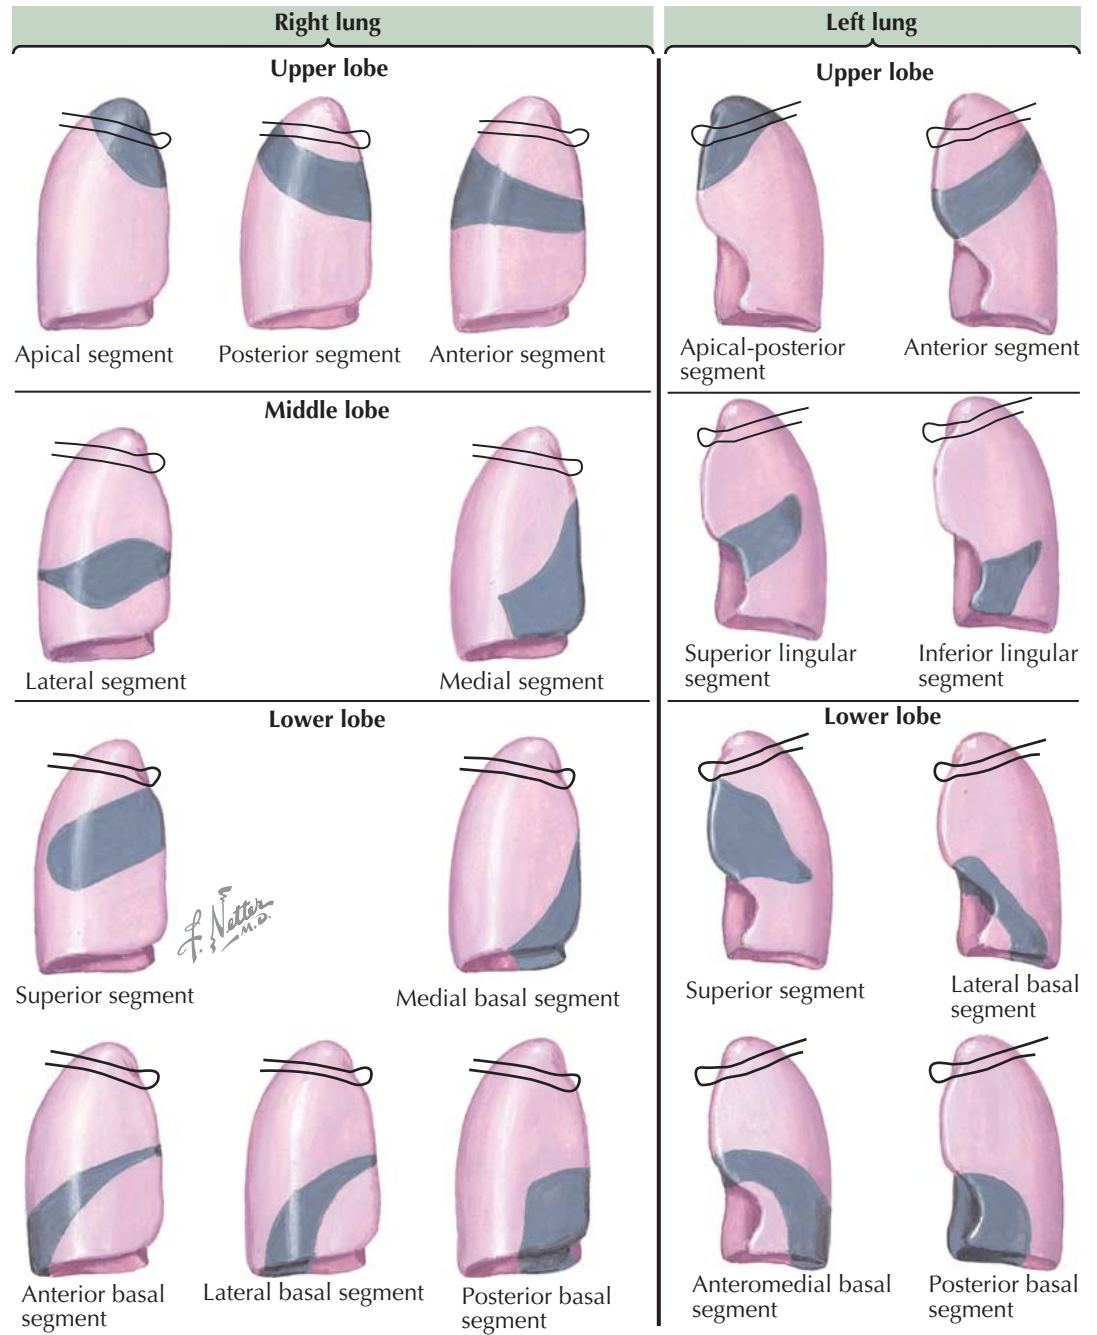 Right lung
Left lung
Upper lobe
Upper lobe
Apical segment
Posterior segment
Anterior segment
Apical-posterior
segment
Anterior segment
Middle lobe
Lateral segment
Medial segment
Superior lingular
segment
Inferior lingular
segment
Lower lobe
Lower lobe
Superior segment
Medial basal segment
Superior segment
Lateral basal
segment
F. Netter
M.D.
Anterior basal
segment
Lateral basal segment
Posterior basal
segment
Anteromedial basal
segment
Posterior basal
segment